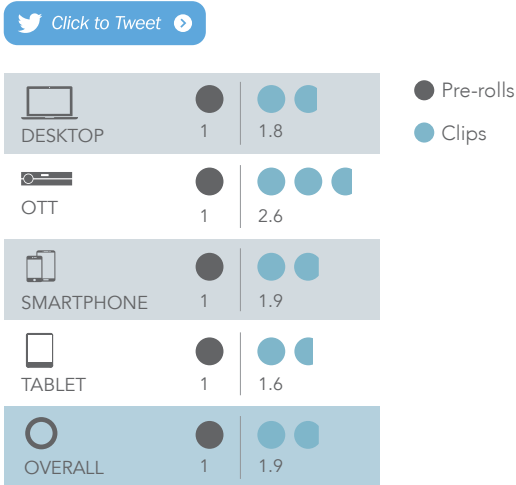 Click to Tweet
Pre-rolls
Clips
1 1.8
DESKTOP
OTT
1 2.6
SMARTPHONE 1 1.9
TABLET 1 1.6
OVERALL 1 1.9